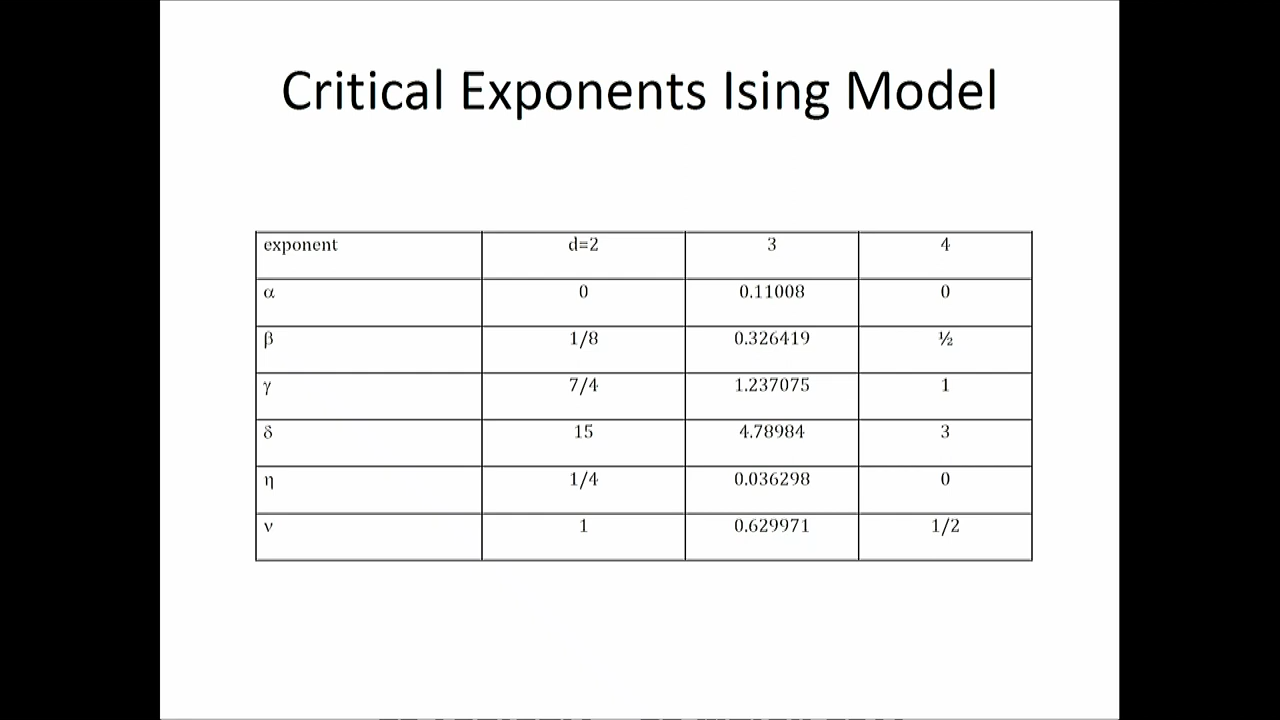 Critical Exponents Ising Model
exponent d=2 3 4
α 0 0.11008 0
β 1/8 0.326419 ½
γ 7/4 1.237075 1
δ 15 4.78984 3
η 1/4 0.036298 0
ν 1 0.629971 1/2